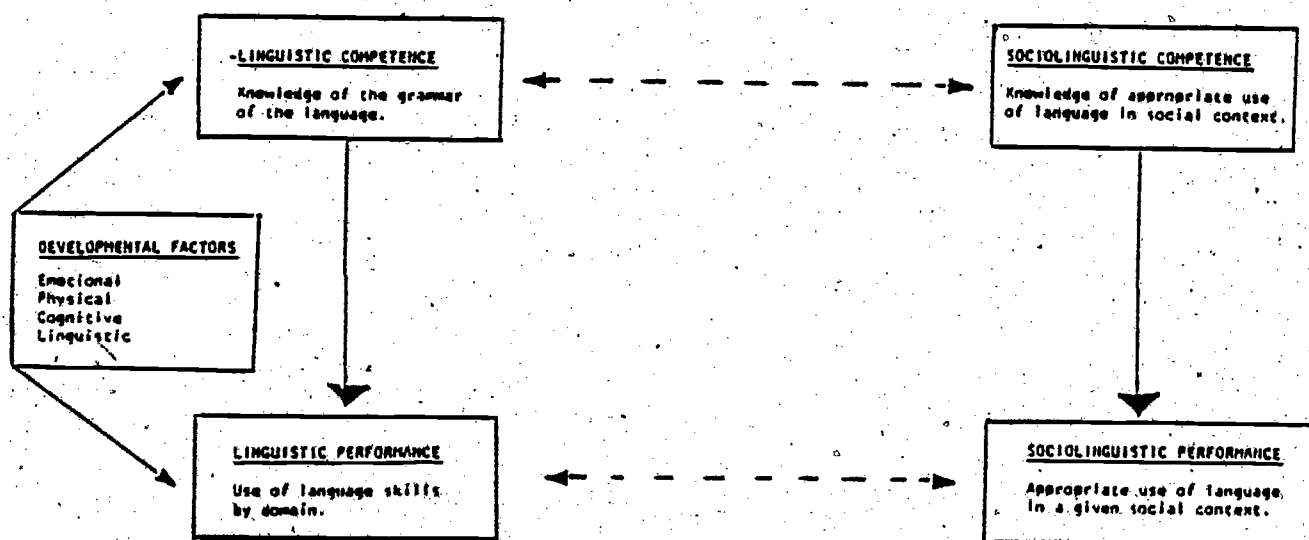 -LINGUISTIC COMPETENCE
Knowledge of the grammar
of the language.
SOCIOLINGUISTIC COMPETENCE
Knowledge of appropriate use
of language in social context.
DEVELOPMENTAL FACTORS
Emocional
Physical
Cognitive
Linguistic
LINGUISTIC PERFORMANCE
Use of language skills
by domain.
SOCIOLINGUISTIC PERFORMANCE
Appropriate use of language
in a given social context.